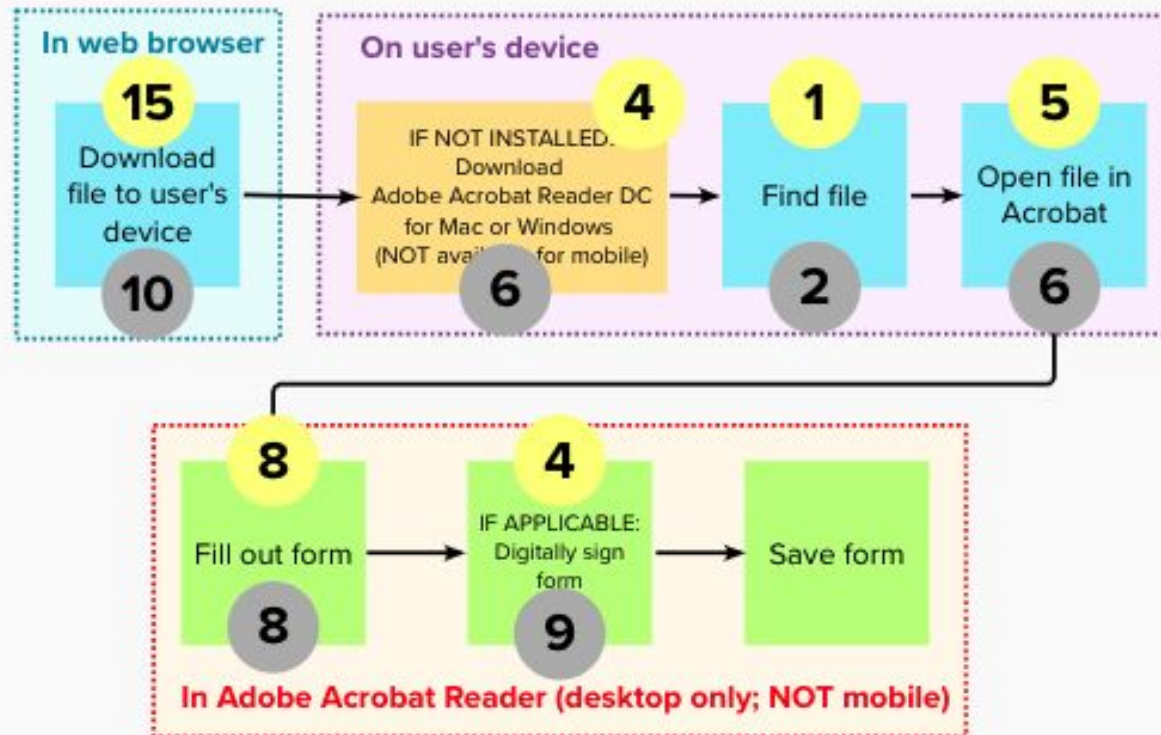 In web browser
On user's device
15
Download
file to user's
device
10
4
IF NOT INSTALLED:
Download
Adobe Acrobat Reader DC
for Mac or Windows
(NOT for mobile)
6
1
Find file
2
5
Open file in
Acrobat
6
8
Fill out form
8
4
IF APPLICABLE:
Digitally sign
form
9
Save form
In Adobe Acrobat Reader (desktop only; NOT mobile)